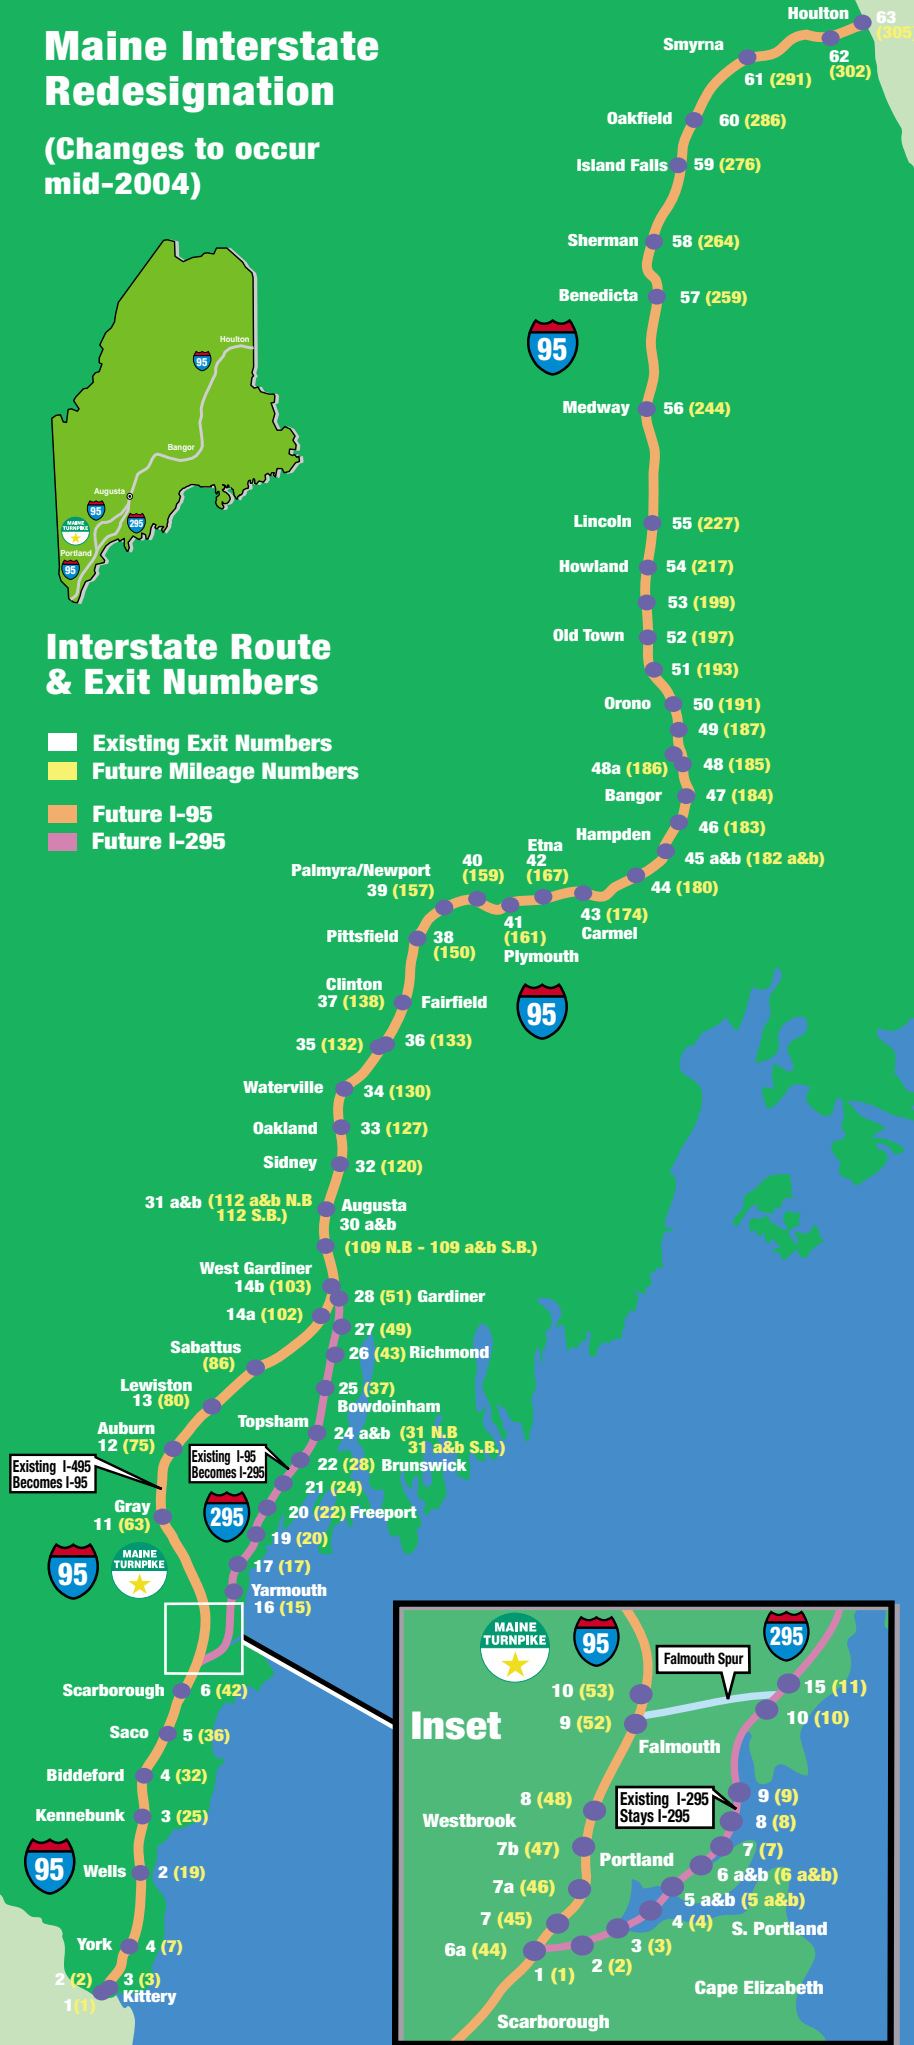 Maine Interstate
Redesignation
(Changes to occur
mid-2004)
Houlton
63
(305
62
(302)
Smyrna
61 (291)
Oakfield
60 (286)
Island Falls
59 (276)
Sherman
58 (264)
Benedicta
57 (259)
95
Medway
56 (244)
Lincoln
55 (227)
Howland
54 (217)
53 (199)
Old Town
52 (197)
51 (193)
Orono
50 (191)
49 (187)
48a (186)
48 (185)
Bangor
47 (184)
Hampden
46 (183)
45 a&b (182 a&b)
44 (180)
Houlton
95
Bangor
Augusta
95
295
MAINE
TURNPIKE
Portland
95
Interstate Route
& Exit Numbers
Existing Exit Numbers
Future Mileage Numbers
Future I-95
Future I-295
Etna
42
(167)
40
(159)
Palmyra/Newport
39 (157)
43 (174)
Carmel
41
(161)
Plymouth
Pittsfield
38
(150)
Clinton
37 (138)
Fairfield
95
35 (132)
36 (133)
Waterville
34 (130)
Oakland
33 (127)
Sidney
32 (120)
31 a&b (112 a&b N.B
112 S.B.)
Augusta
30 a&b
(109 N.B - 109 a&b S.B.)
West Gardiner
14b (103)
28 (51) Gardiner
14a (102)
27 (49)
Sabattus
(86)
26 (43) Richmond
Lewiston
13 (80)
25 (37)
Bowdoinham
Auburn
12 (75)
Topsham
24 a&b (31 N.B
31 a&b S.B.)
Existing I-495
Becomes I-95
Existing I-95
Becomes I-295
22 (28) Brunswick
21 (24)
Gray
11 (63)
295
20 (22) Freeport
19 (20)
95
MAINE
TURNPIKE
17 (17)
Yarmouth
16 (15)
Scarborough
6 (42)
Saco
5 (36)
Biddeford
4 (32)
Kennebunk
3 (25)
95
Wells
2 (19)
York
4 (7)
2 (2)
3 (3)
Kittery
1(1)
MAINE
TURNPIKE
95
295
Falmouth Spur
10 (53)
15 (11)
10 (10)
Inset
9 (52)
Falmouth
8 (48)
Westbrook
Existing I-295
Stays I-295
9 (9)
8 (8)
7b (47)
7 (7)
Portland
6 a&b (6 a&b)
7a (46)
5 a&b (5 a&b)
7 (45)
4 (4)
S. Portland
6a (44)
3 (3)
2 (2)
1 (1)
Cape Elizabeth
Scarborough